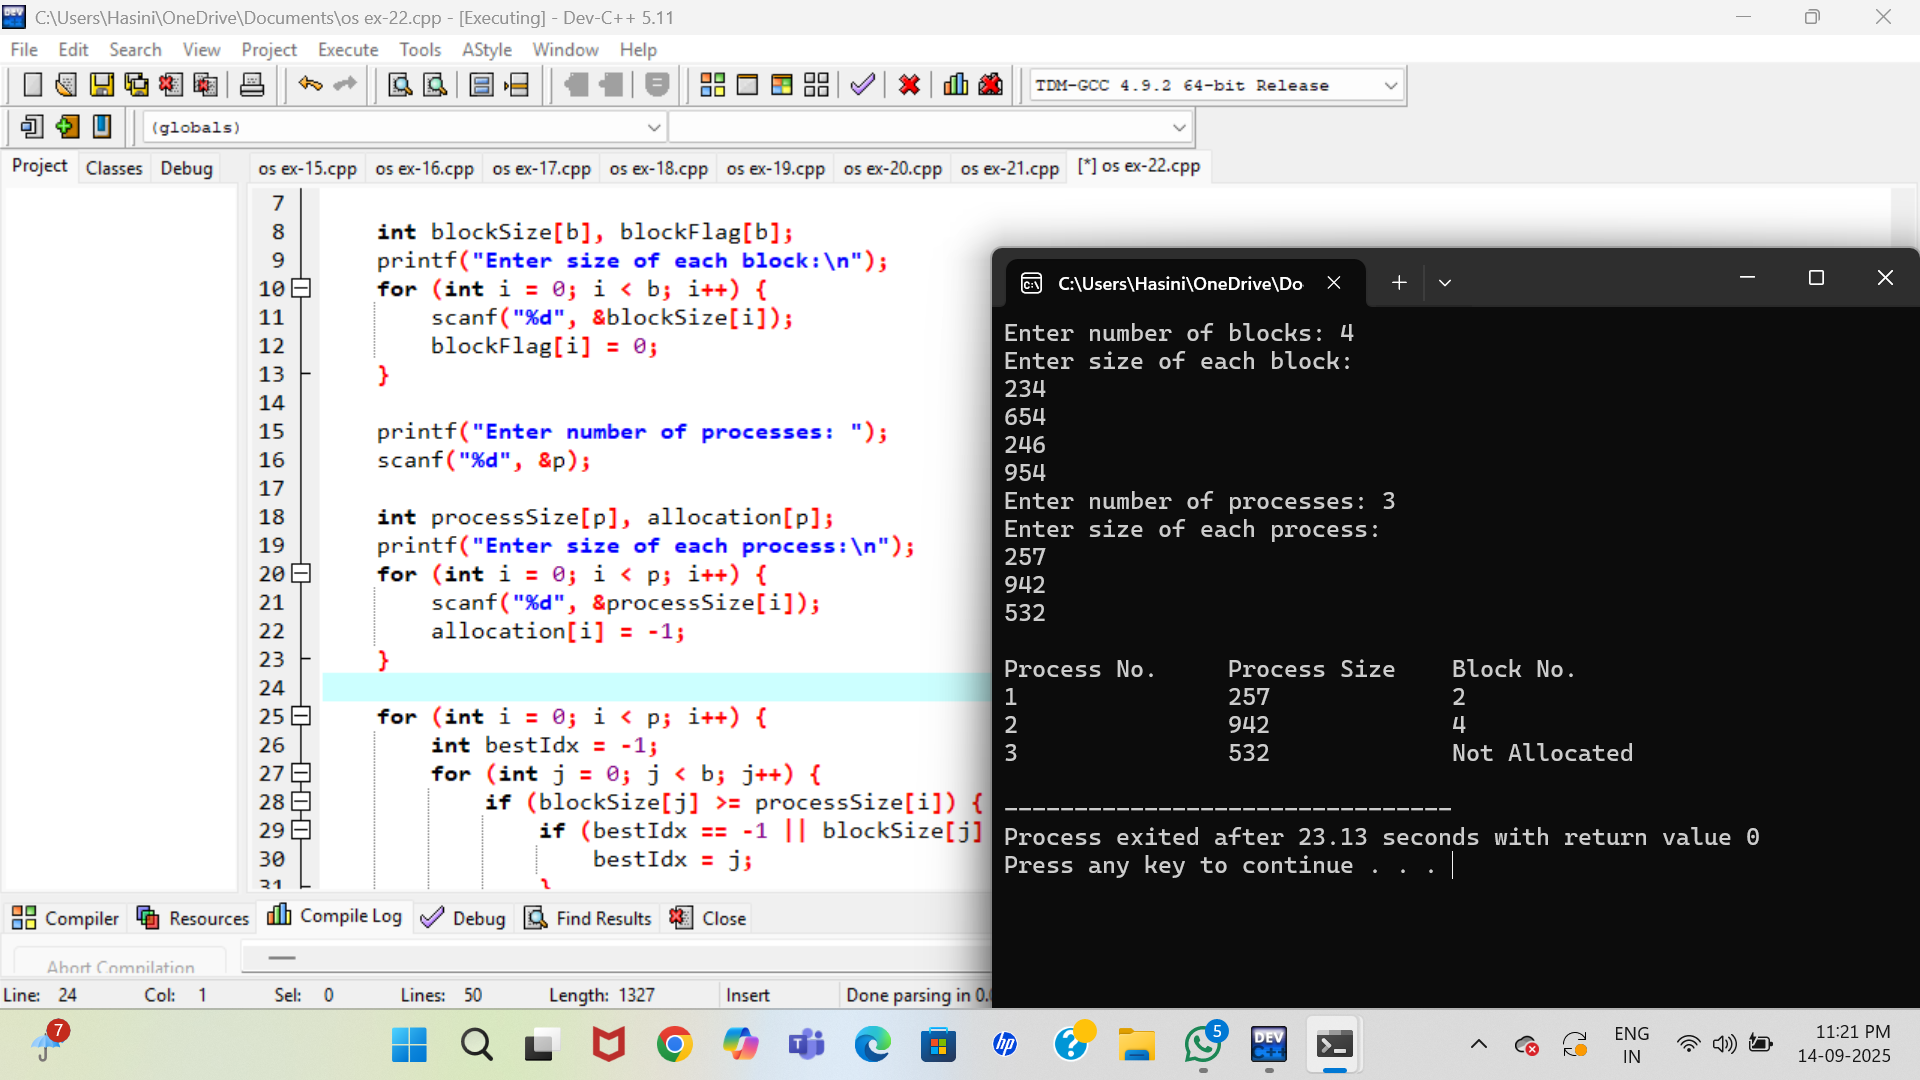 C:\Users\Hasini\OneDrive\Documents\os ex-22.cpp - [Executing] - Dev-C++ 5.11
File Edit Search View Project Execute Tools AStyle Window Help
TDM-GCC 4.9.2 64-bit Release
(globals)
Project Classes Debug
os ex-15.cpp os ex-16.cpp os ex-17.cpp os ex-18.cpp os ex-19.cpp os ex-20.cpp os ex-21.cpp [*] os ex-22.cpp
7
8 int blockSize[b], blockFlag[b];
9 printf("Enter size of each block:\n");
10 for (int i = 0; i < b; i++) {
11 scanf("%d", &blockSize[i]);
12 blockFlag[i] = 0;
13 }
14
15 printf("Enter number of processes: ");
16 scanf("%d", &p);
17
18 int processSize[p], allocation[p];
19 printf("Enter size of each process:\n");
20 for (int i = 0; i < p; i++) {
21 scanf("%d", &processSize[i]);
22 allocation[i] = -1;
23 }
24
25 for (int i = 0; i < p; i++) {
26 int bestIdx = -1;
27 for (int j = 0; j < b; j++) {
28 if (blockSize[j] >= processSize[i]) {
29 if (bestIdx == -1 || blockSize[j]
30 bestIdx = j;
31 }
C:\Users\Hasini\OneDrive\Do
Enter number of blocks: 4
Enter size of each block:
234
654
246
954
Enter number of processes: 3
Enter size of each process:
257
942
532
Process No. Process Size Block No.
1 257 2
2 942 4
3 532 Not Allocated
--------------------------------
Process exited after 23.13 seconds with return value 0
Press any key to continue . . .
Compiler Resources Compile Log Debug Find Results Close
Abort Compilation
Line: 24 Col: 1 Sel: 0 Lines: 50 Length: 1327 Insert Done parsing in 0.0
7
hp
5
DEV
C++
ENG
IN
11:21 PM
14-09-2025